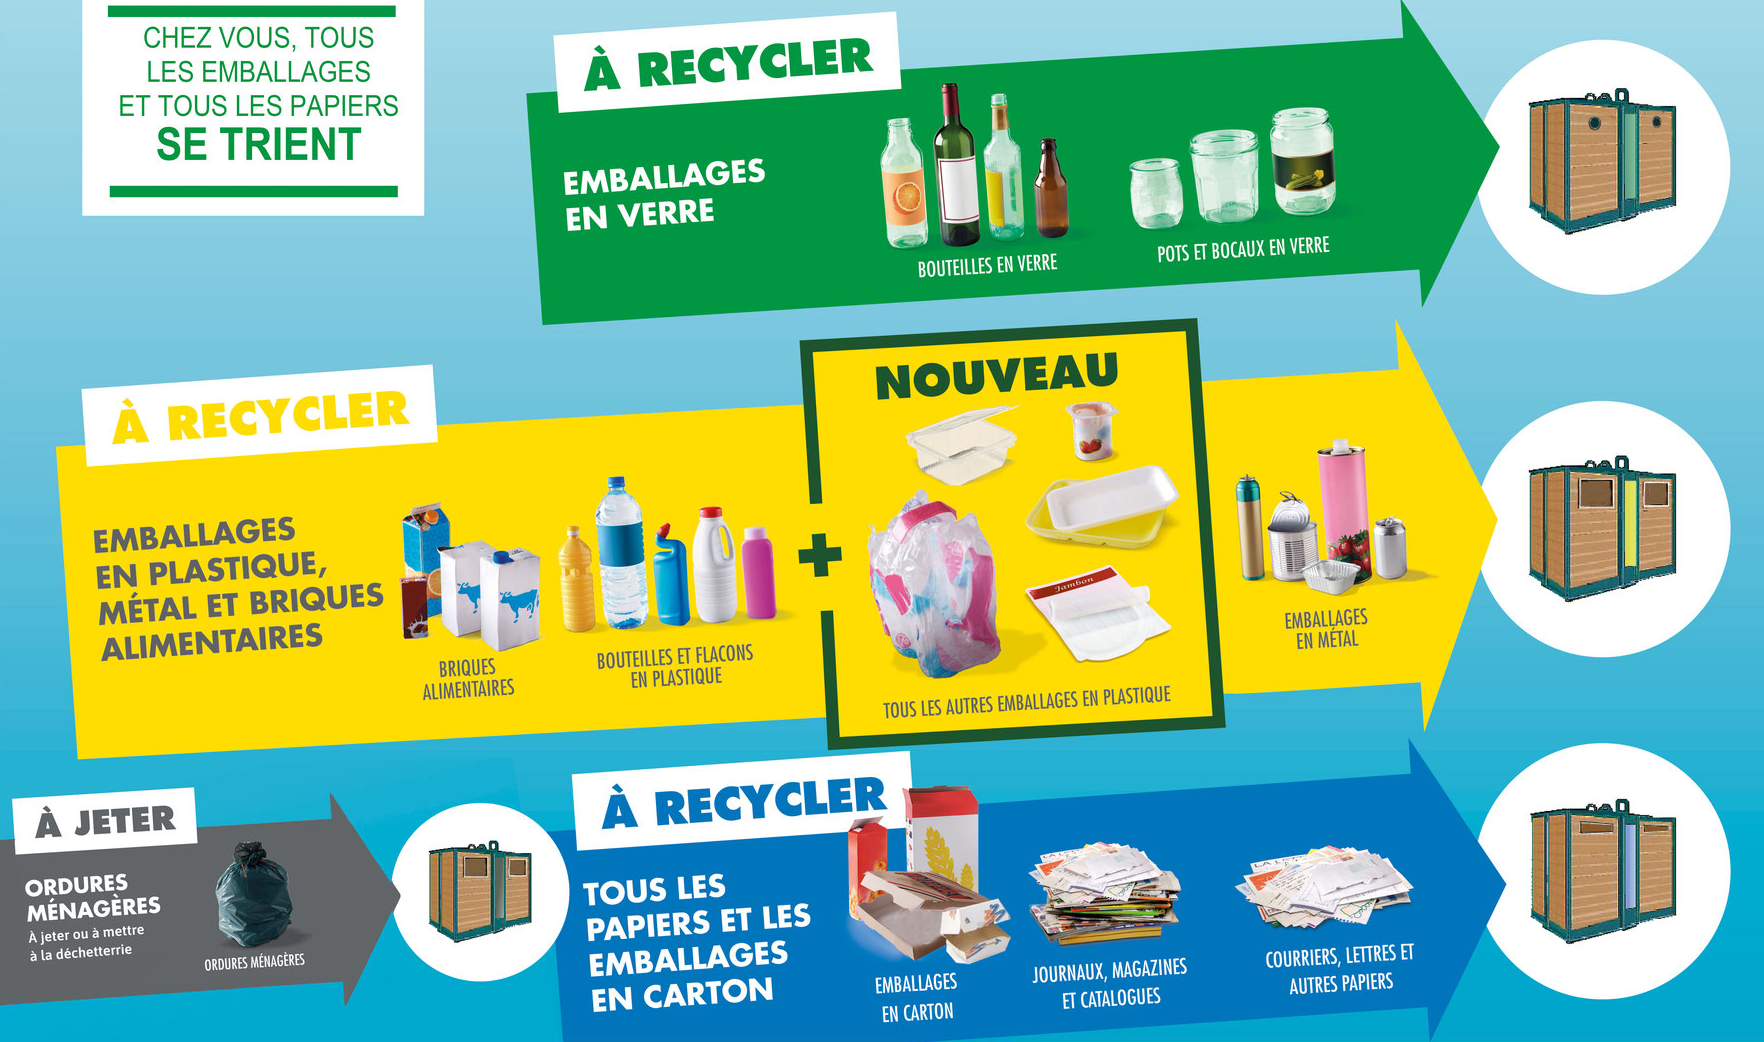 CHEZ VOUS, TOUS
LES EMBALLAGES
ET TOUS LES PAPIERS
SE TRIENT
À RECYCLER
EMBALLAGES
EN VERRE
BOUTEILLES EN VERRE
POTS ET BOCAUX EN VERRE
À RECYCLER
EMBALLAGES
EN PLASTIQUE,
MÉTAL ET BRIQUES
ALIMENTAIRES
BRIQUES
ALIMENTAIRES
BOUTEILLES ET FLACONS
EN PLASTIQUE
+
NOUVEAU
Jambon
TOUS LES AUTRES EMBALLAGES EN PLASTIQUE
EMBALLAGES
EN MÉTAL
À JETER
ORDURES
MÉNAGÈRES
À jeter ou à mettre
à la déchetterrie
ORDURES MÉNAGÈRES
À RECYCLER
TOUS LES
PAPIERS ET LES
EMBALLAGES
EN CARTON
EMBALLAGES
EN CARTON
JOURNAUX, MAGAZINES
ET CATALOGUES
COURRIERS, LETTRES ET
AUTRES PAPIERS